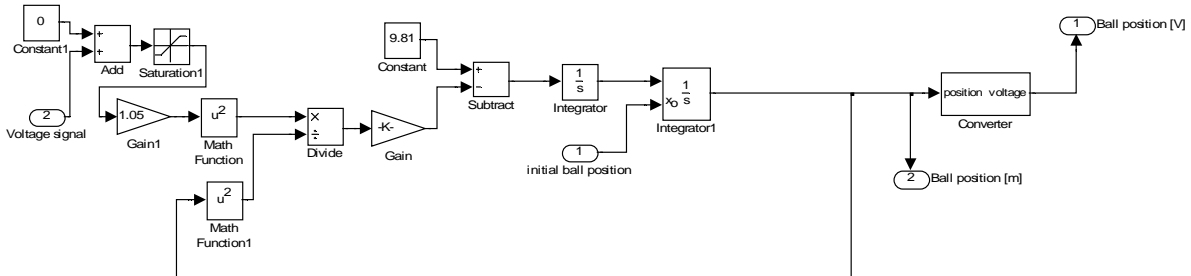 0
Constant1
+
+
Add
Saturation1
2
Voltage signal
1.05
Gain1
u2
Math
Function
u2
Math
Function1
×
÷
Divide
-K-
Gain
9.81
Constant
+
−
Subtract
1
s
Integrator
xo
1
s
Integrator1
1
initial ball position
position voltage
Converter
1
Ball position [V]
2
Ball position [m]